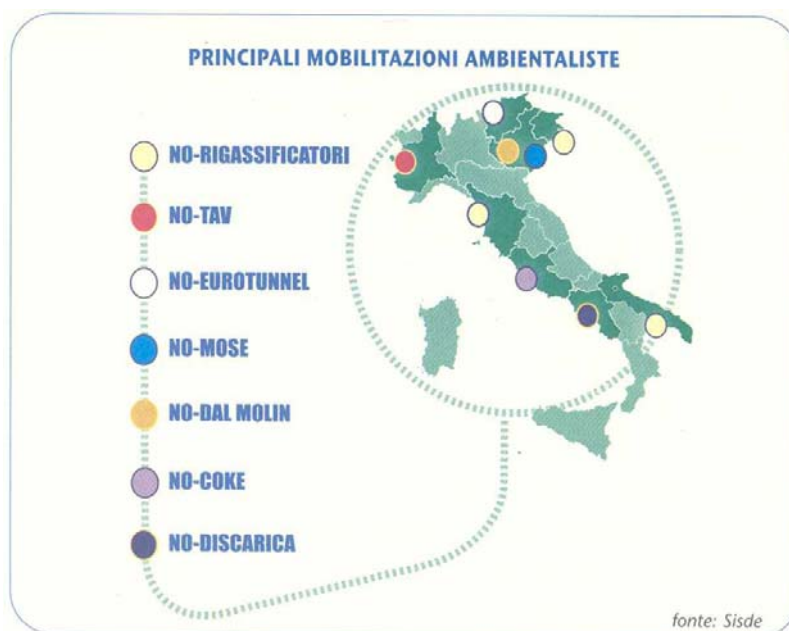 PRINCIPALI MOBILITAZIONI AMBIENTALISTE
NO-RIGASSIFICATORI
NO-TAV
NO-EUROTUNNEL
NO-MOSE
NO-DAL MOLIN
NO-COKE
NO-DISCARICA
fonte: Sisde